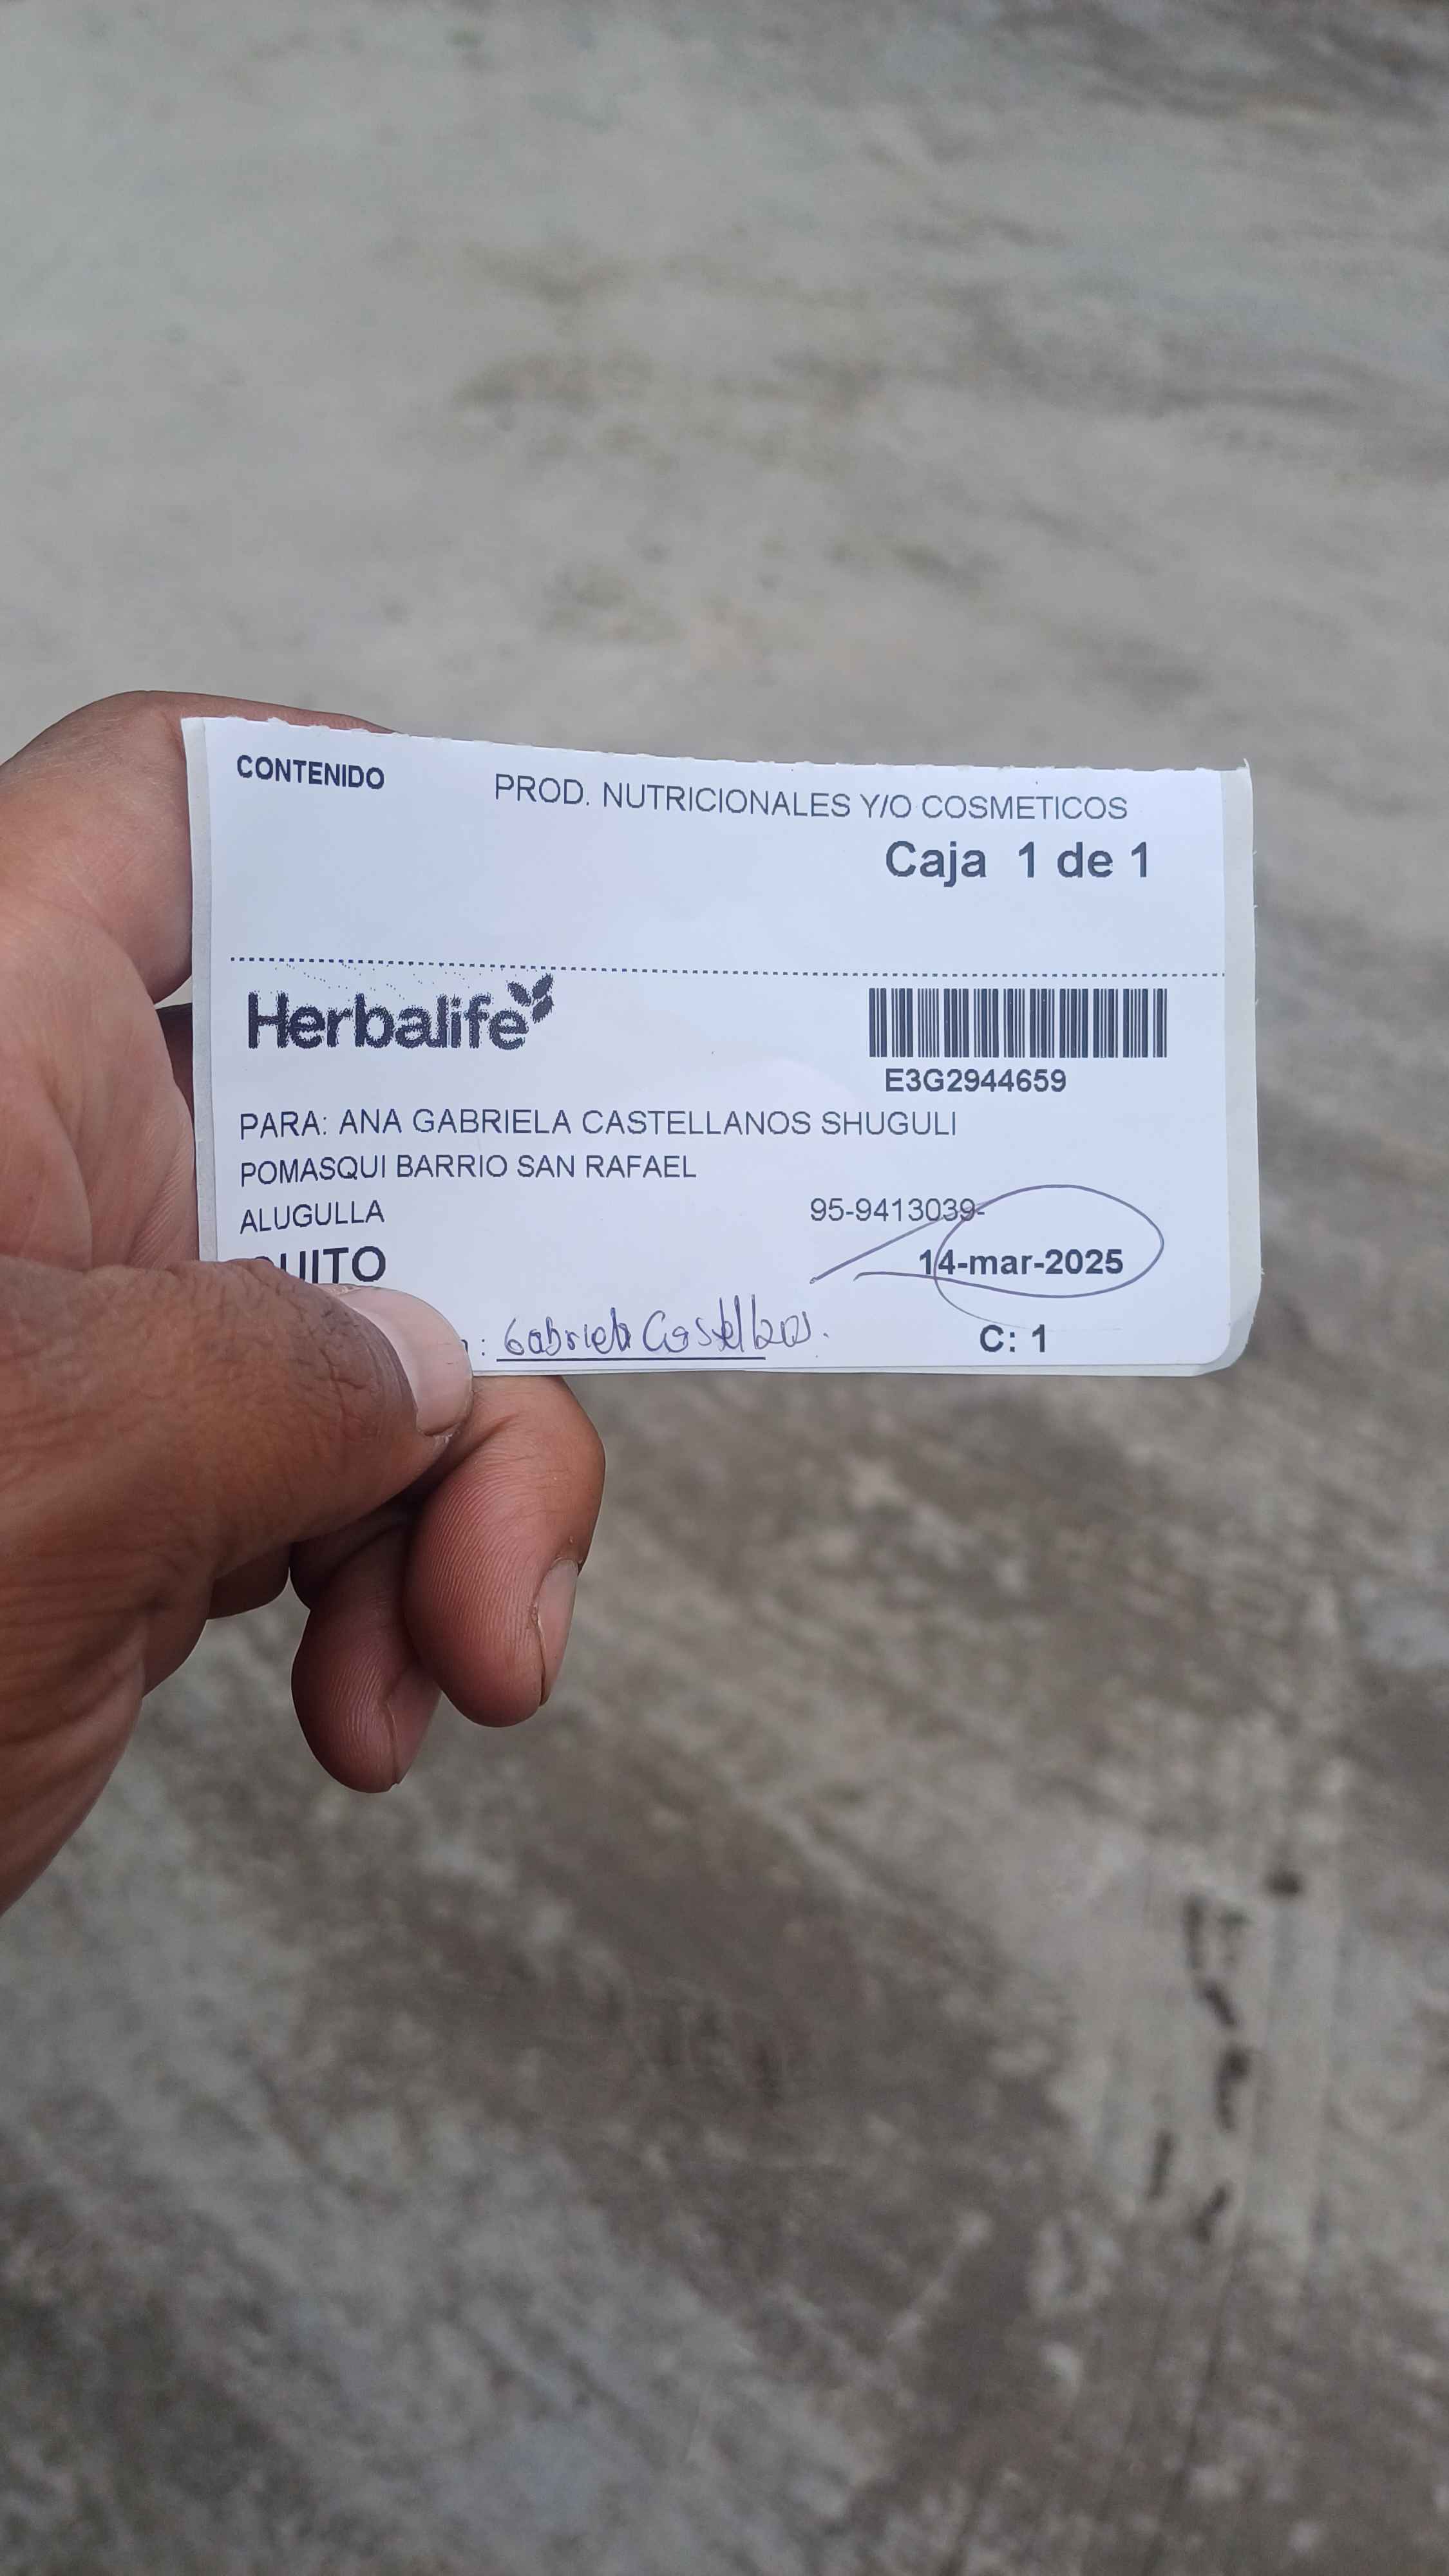 CONTENIDO PROD. NUTRICIONALES Y/O COSMETICOS
Caja 1 de 1
Herbalife
E3G2944659
PARA: ANA GABRIELA CASTELLANOS SHUGULI
POMASQUI BARRIO SAN RAFAEL
ALUGULLA 95-9413039-
QUITO 14-mar-2025
: Gabriela Castellanos.
C: 1